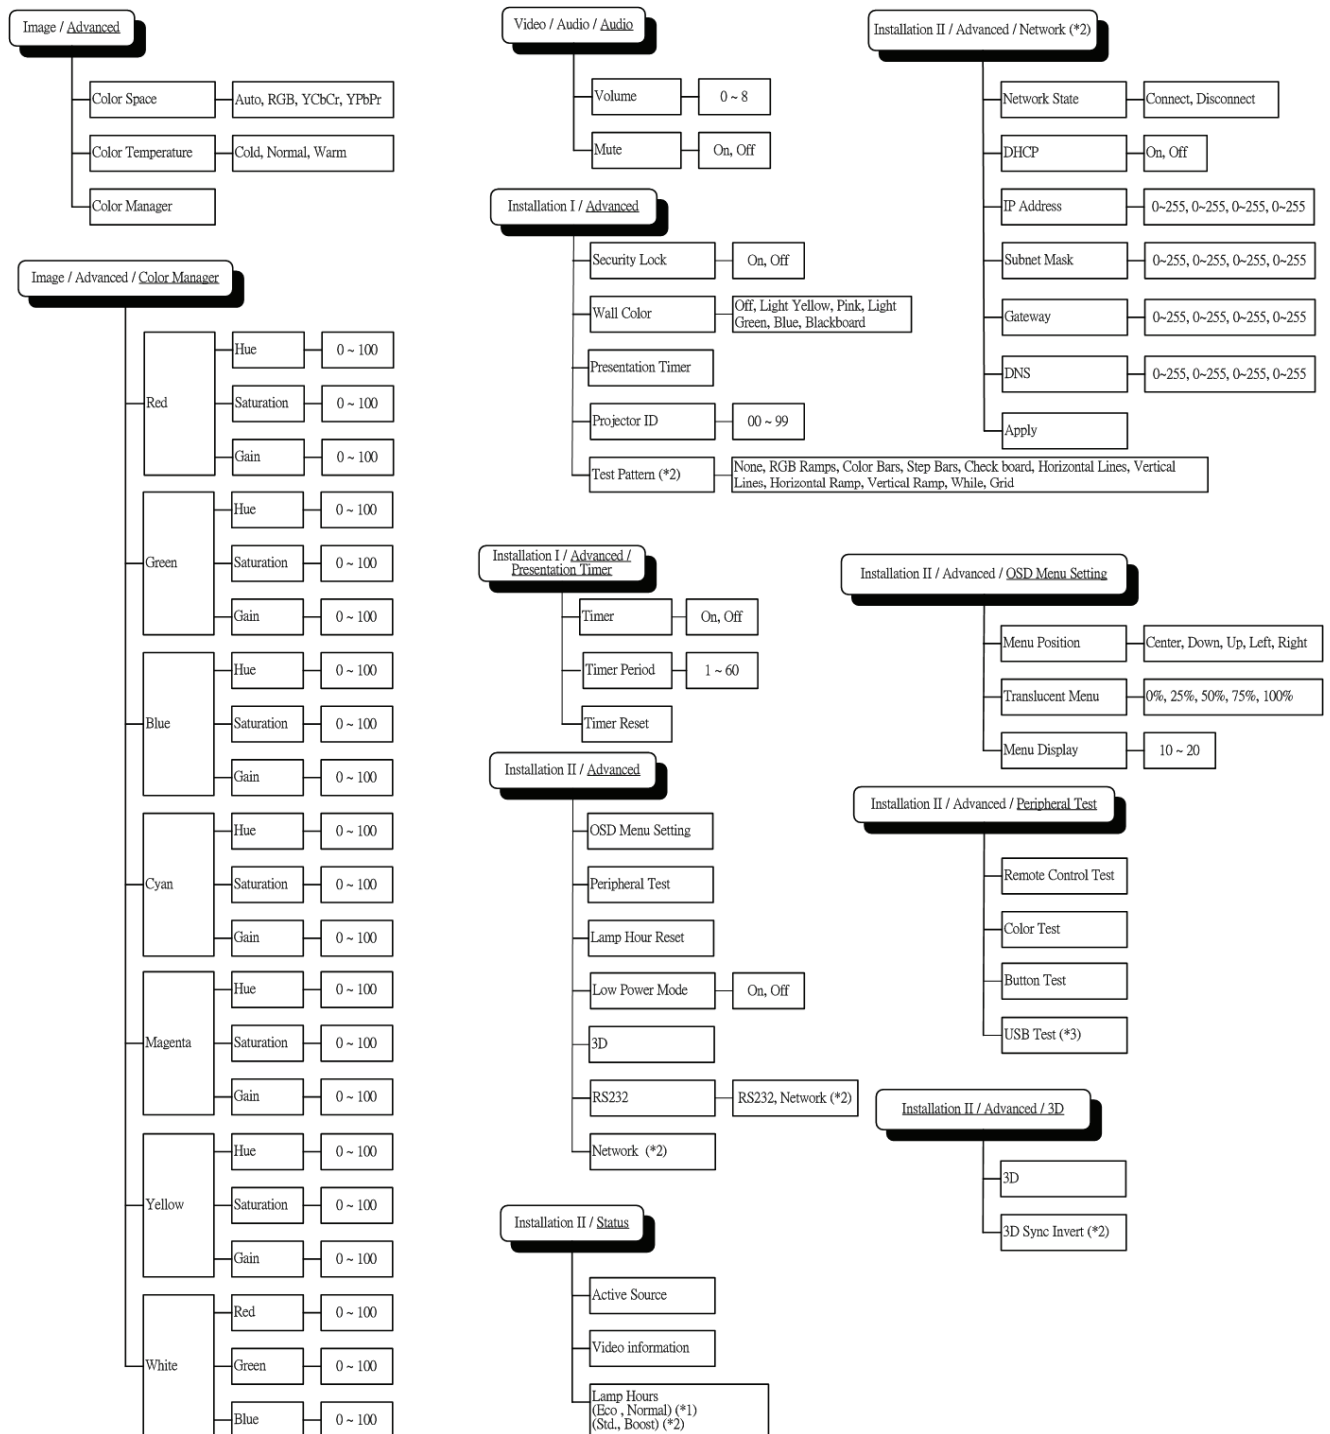 Image / Advanced
Color Space
Auto, RGB, YCbCr, YPbPr
Color Temperature
Cold, Normal, Warm
Color Manager
Image / Advanced / Color Manager
Red
Hue
0 ~ 100
Saturation
0 ~ 100
Gain
0 ~ 100
Green
Hue
0 ~ 100
Saturation
0 ~ 100
Gain
0 ~ 100
Blue
Hue
0 ~ 100
Saturation
0 ~ 100
Gain
0 ~ 100
Cyan
Hue
0 ~ 100
Saturation
0 ~ 100
Gain
0 ~ 100
Magenta
Hue
0 ~ 100
Saturation
0 ~ 100
Gain
0 ~ 100
Yellow
Hue
0 ~ 100
Saturation
0 ~ 100
Gain
0 ~ 100
White
Red
0 ~ 100
Green
0 ~ 100
Blue
0 ~ 100
Video / Audio / Audio
Volume
0 ~ 8
Mute
On, Off
Installation I / Advanced
Security Lock
On, Off
Wall Color
Off, Light Yellow, Pink, Light
Green, Blue, Blackboard
Presentation Timer
Projector ID
00 ~ 99
Test Pattern (*2)
None, RGB Ramps, Color Bars, Step Bars, Check board, Horizontal Lines, Vertical
Lines, Horizontal Ramp, Vertical Ramp, While, Grid
Installation I / Advanced /
Presentation Timer
Timer
On, Off
Timer Period
1 ~ 60
Timer Reset
Installation II / Advanced
OSD Menu Setting
Peripheral Test
Lamp Hour Reset
Low Power Mode
On, Off
3D
RS232
RS232, Network (*2)
Network (*2)
Installation II / Status
Active Source
Video information
Lamp Hours
(Eco , Normal) (*1)
(Std., Boost) (*2)
Installation II / Advanced / Network (*2)
Network State
Connect, Disconnect
DHCP
On, Off
IP Address
0~255, 0~255, 0~255, 0~255
Subnet Mask
0~255, 0~255, 0~255, 0~255
Gateway
0~255, 0~255, 0~255, 0~255
DNS
0~255, 0~255, 0~255, 0~255
Apply
Installation II / Advanced / OSD Menu Setting
Menu Position
Center, Down, Up, Left, Right
Translucent Menu
0%, 25%, 50%, 75%, 100%
Menu Display
10 ~ 20
Installation II / Advanced / Peripheral Test
Remote Control Test
Color Test
Button Test
USB Test (*3)
Installation II / Advanced / 3D
3D
3D Sync Invert (*2)